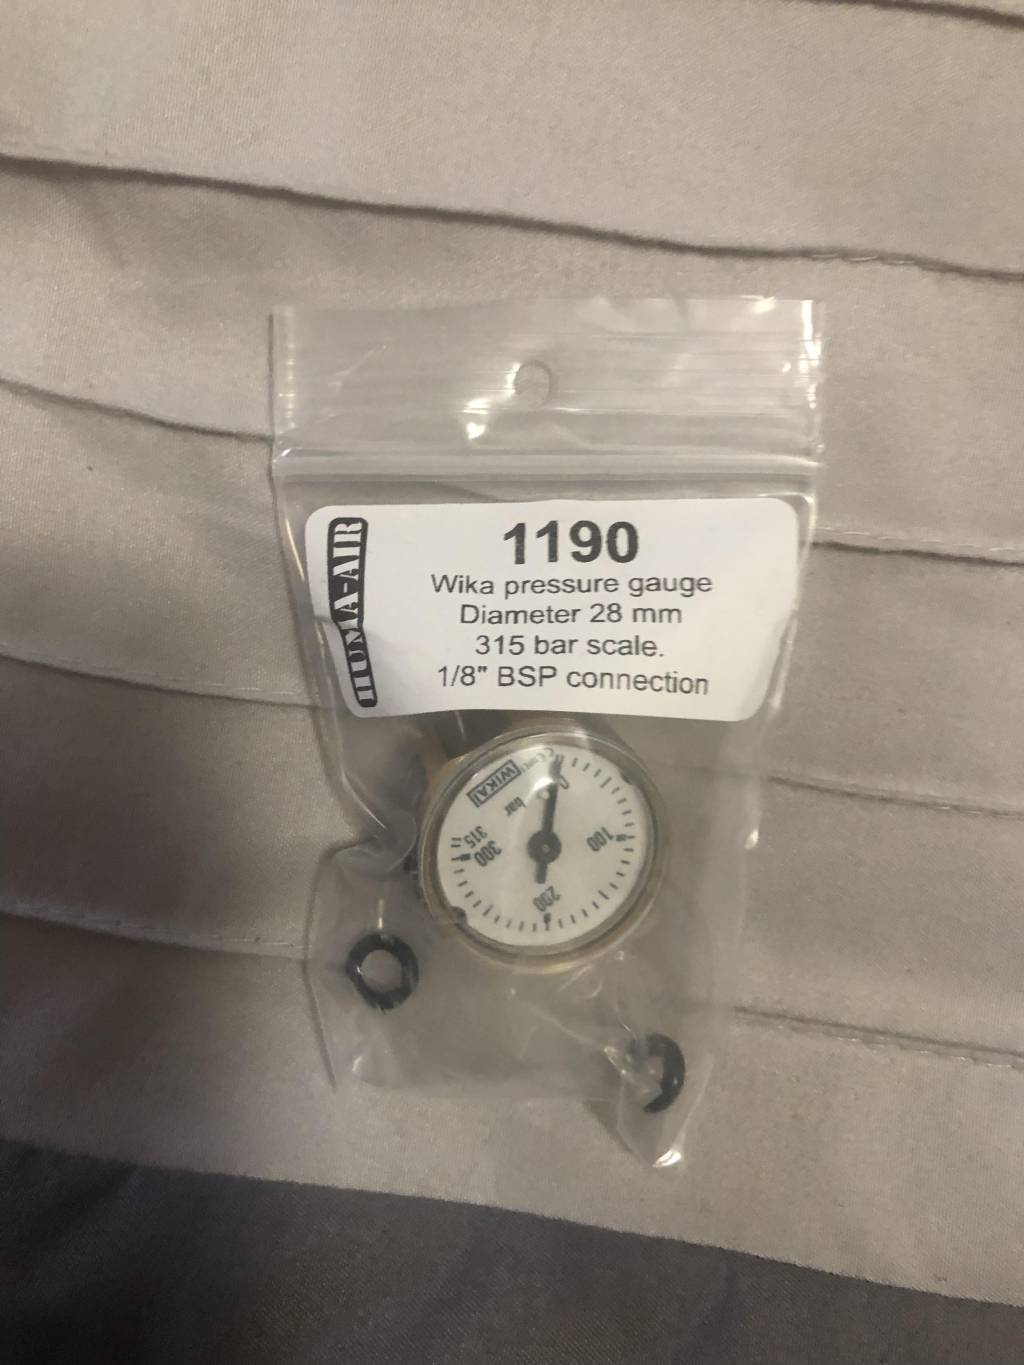 HUMA-AIR
1190
Wika pressure gauge
Diameter 28 mm
315 bar scale.
1/8" BSP connection
WIKA
bar
0
100
200
300
315